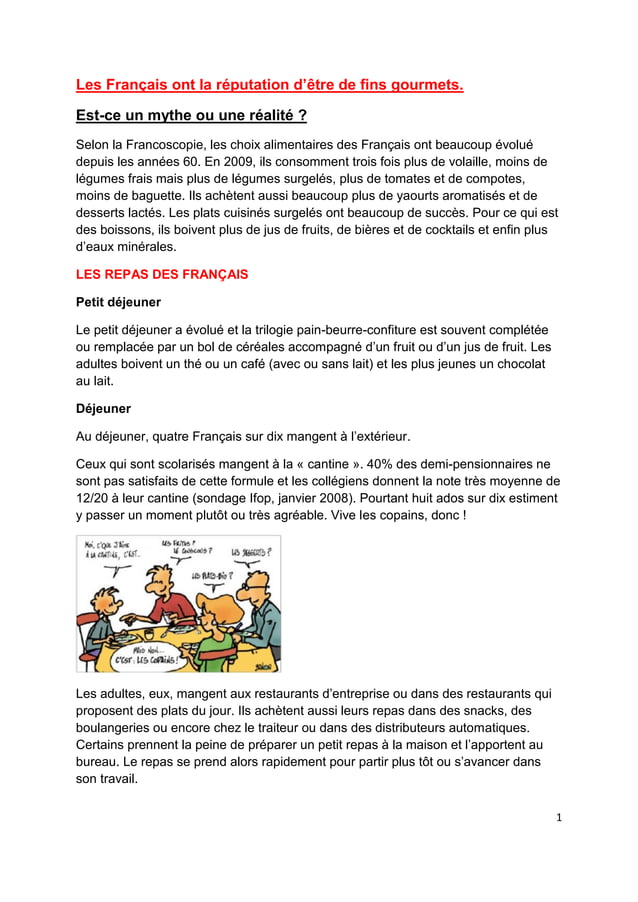 Les Français ont la réputation d’être de fins gourmets.
Est-ce un mythe ou une réalité ?
Selon la Francoscopie, les choix alimentaires des Français ont beaucoup évolué
depuis les années 60. En 2009, ils consomment trois fois plus de volaille, moins de
légumes frais mais plus de légumes surgelés, plus de tomates et de compotes,
moins de baguette. Ils achètent aussi beaucoup plus de yaourts aromatisés et de
desserts lactés. Les plats cuisinés surgelés ont beaucoup de succès. Pour ce qui est
des boissons, ils boivent plus de jus de fruits, de bières et de cocktails et enfin plus
d’eaux minérales.
LES REPAS DES FRANÇAIS
Petit déjeuner
Le petit déjeuner a évolué et la trilogie pain-beurre-confiture est souvent complétée
ou remplacée par un bol de céréales accompagné d’un fruit ou d’un jus de fruit. Les
adultes boivent un thé ou un café (avec ou sans lait) et les plus jeunes un chocolat
au lait.
Déjeuner
Au déjeuner, quatre Français sur dix mangent à l’extérieur.
Ceux qui sont scolarisés mangent à la « cantine ». 40% des demi-pensionnaires ne
sont pas satisfaits de cette formule et les collégiens donnent la note très moyenne de
12/20 à leur cantine (sondage Ifop, janvier 2008). Pourtant huit ados sur dix estiment
y passer un moment plutôt ou très agréable. Vive les copains, donc !
MOI, C'QUE J'AIME
À LA CANTINE, C'EST...
LES FRITES ?
LE COUSCOUS ?
LES DESSERTS ?
LES PLATS BIO ?
MAIS NON...
C'EST : LES COPAINS !
Les adultes, eux, mangent aux restaurants d’entreprise ou dans des restaurants qui
proposent des plats du jour. Ils achètent aussi leurs repas dans des snacks, des
boulangeries ou encore chez le traiteur ou dans des distributeurs automatiques.
Certains prennent la peine de préparer un petit repas à la maison et l’apportent au
bureau. Le repas se prend alors rapidement pour partir plus tôt ou s’avancer dans
son travail.
1